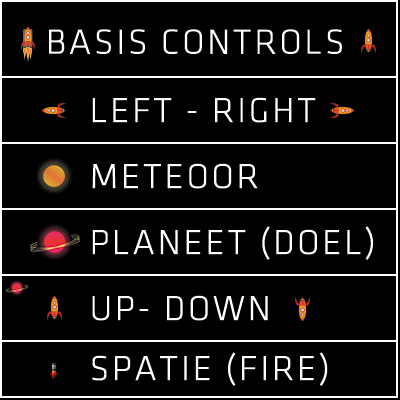 BASIS CONTROLS
LEFT - RIGHT
METEOOR
PLANEET (DOEL)
UP- DOWN
SPATIE (FIRE)